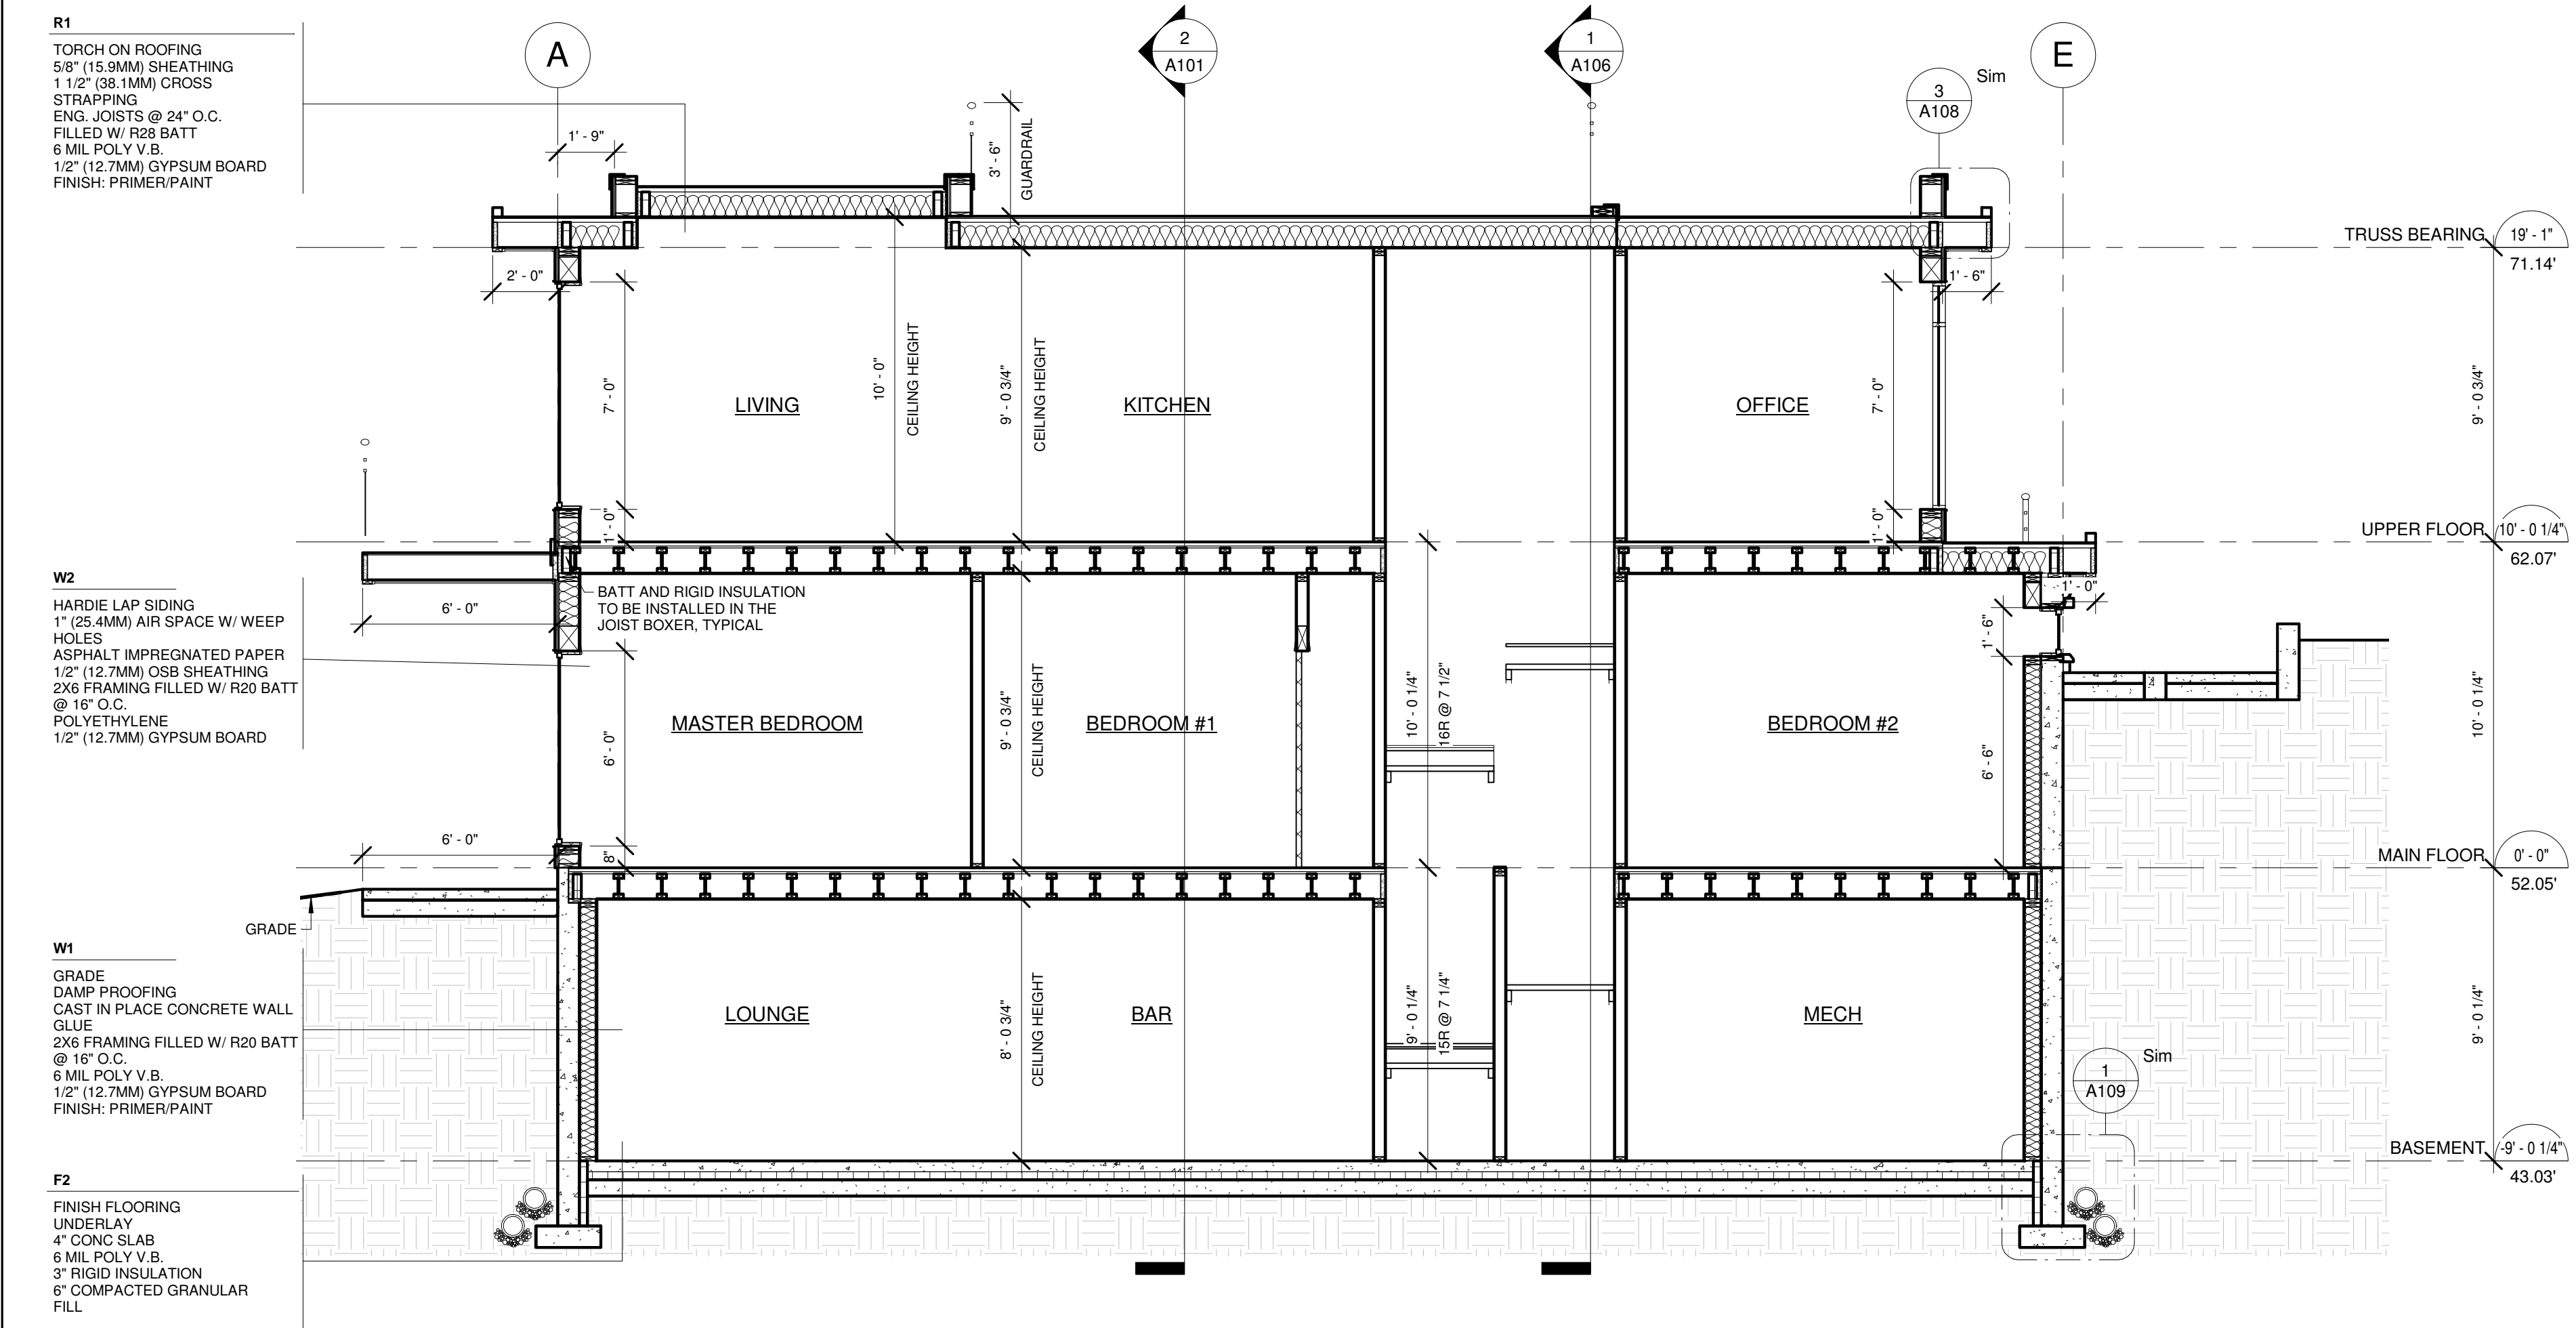 R1
TORCH ON ROOFING
5/8" (15.9MM) SHEATHING
1 1/2" (38.1MM) CROSS
STRAPPING
ENG. JOISTS @ 24" O.C.
FILLED W/ R28 BATT
6 MIL POLY V.B.
1/2" (12.7MM) GYPSUM BOARD
FINISH: PRIMER/PAINT
A
2
A101
1
A106
3
A108
Sim
E
1' - 9"
3' - 6"
GUARDRAIL
TRUSS BEARING
19' - 1"
71.14'
2' - 0"
1' - 6"
7' - 0"
LIVING
10' - 0"
CEILING HEIGHT
9' - 0 3/4"
CEILING HEIGHT
KITCHEN
OFFICE
7' - 0"
9' - 0 3/4"
1' - 0"
1' - 0"
UPPER FLOOR
10' - 0 1/4"
62.07'
W2
HARDIE LAP SIDING
1" (25.4MM) AIR SPACE W/ WEEP
HOLES
ASPHALT IMPREGNATED PAPER
1/2" (12.7MM) OSB SHEATHING
2X6 FRAMING FILLED W/ R20 BATT
@ 16" O.C.
POLYETHYLENE
1/2" (12.7MM) GYPSUM BOARD
6' - 0"
BATT AND RIGID INSULATION
TO BE INSTALLED IN THE
JOIST BOXER, TYPICAL
1' - 0"
1' - 6"
MASTER BEDROOM
6' - 0"
9' - 0 3/4"
CEILING HEIGHT
BEDROOM #1
10' - 0 1/4"
16R @ 7 1/2"
BEDROOM #2
6' - 6"
10' - 0 1/4"
6' - 0"
8"
MAIN FLOOR
0' - 0"
52.05'
GRADE
W1
GRADE
DAMP PROOFING
CAST IN PLACE CONCRETE WALL
GLUE
2X6 FRAMING FILLED W/ R20 BATT
@ 16" O.C.
6 MIL POLY V.B.
1/2" (12.7MM) GYPSUM BOARD
FINISH: PRIMER/PAINT
LOUNGE
8' - 0 3/4"
CEILING HEIGHT
BAR
9' - 0 1/4"
15R @ 7 1/4"
MECH
9' - 0 1/4"
1
A109
Sim
BASEMENT
-9' - 0 1/4"
43.03'
F2
FINISH FLOORING
UNDERLAY
4" CONC SLAB
6 MIL POLY V.B.
3" RIGID INSULATION
6" COMPACTED GRANULAR
FILL